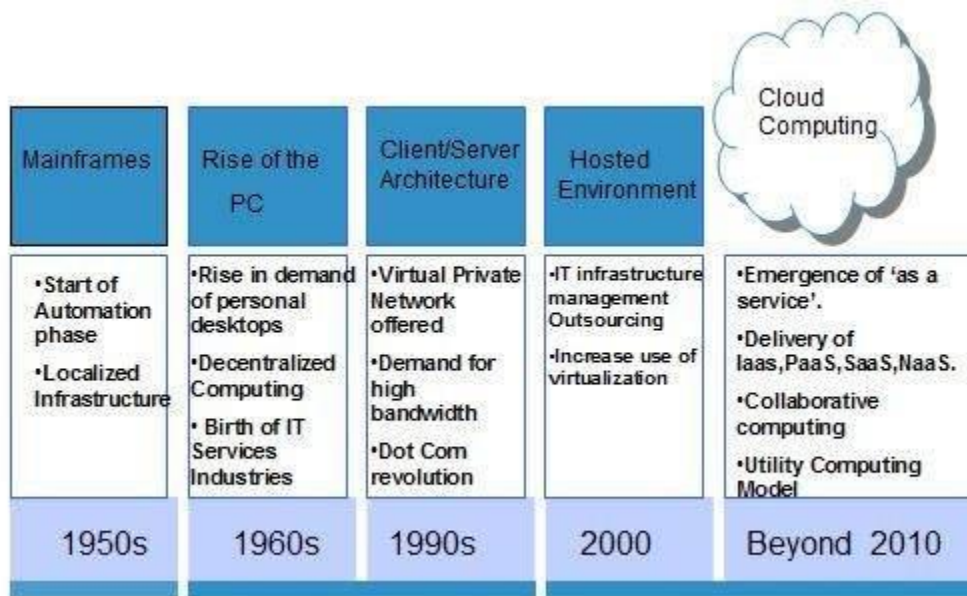 Mainframes
•Start of
Automation
phase
•Localized
Infrastructure
1950s
Rise of the
PC
•Rise in demand
of personal
desktops
•Decentralized
Computing
• Birth of IT
Services
Industries
1960s
Client/Server
Architecture
•Virtual Private
Network
offered
•Demand for
high
bandwidth
•Dot Com
revolution
1990s
Hosted
Environment
•IT infrastructure
management
Outsourcing
•Increase use of
virtualization
2000
Cloud
Computing
•Emergence of ‘as a
service’.
•Delivery of
Iaas,PaaS,SaaS,NaaS.
•Collaborative
computing
•Utility Computing
Model
Beyond 2010